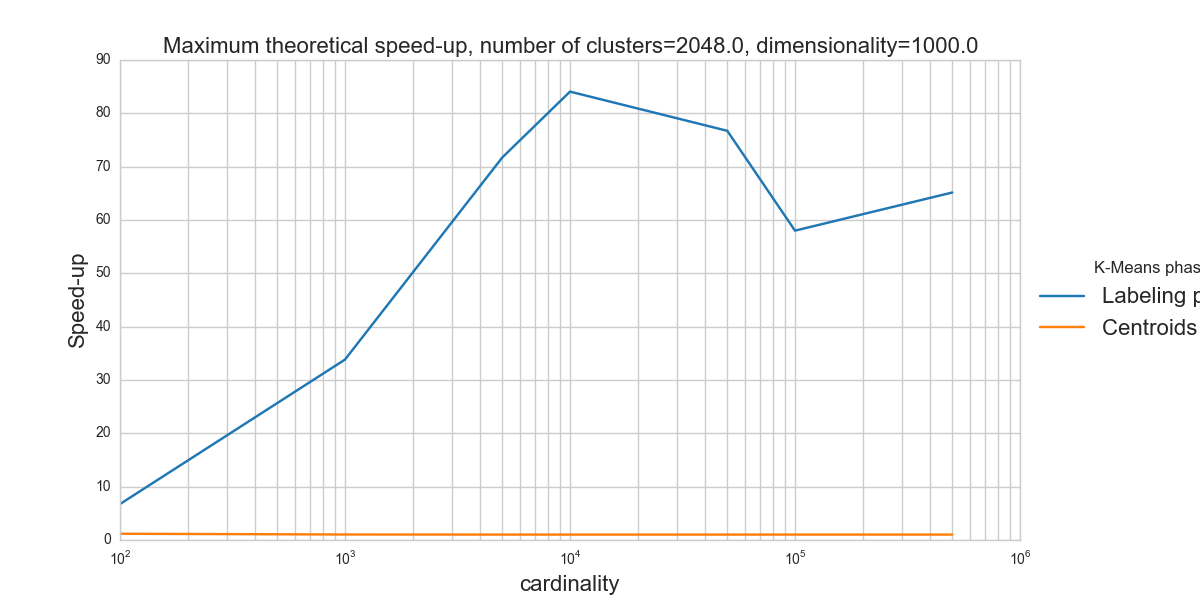 Maximum theoretical speed-up, number of clusters=2048.0, dimensionality=1000.0
90
80
70
60
50
40
30
20
10
0
Speed-up
10²
10³
10⁴
10⁵
10⁶
cardinality
K-Means phas
Labeling p
Centroids